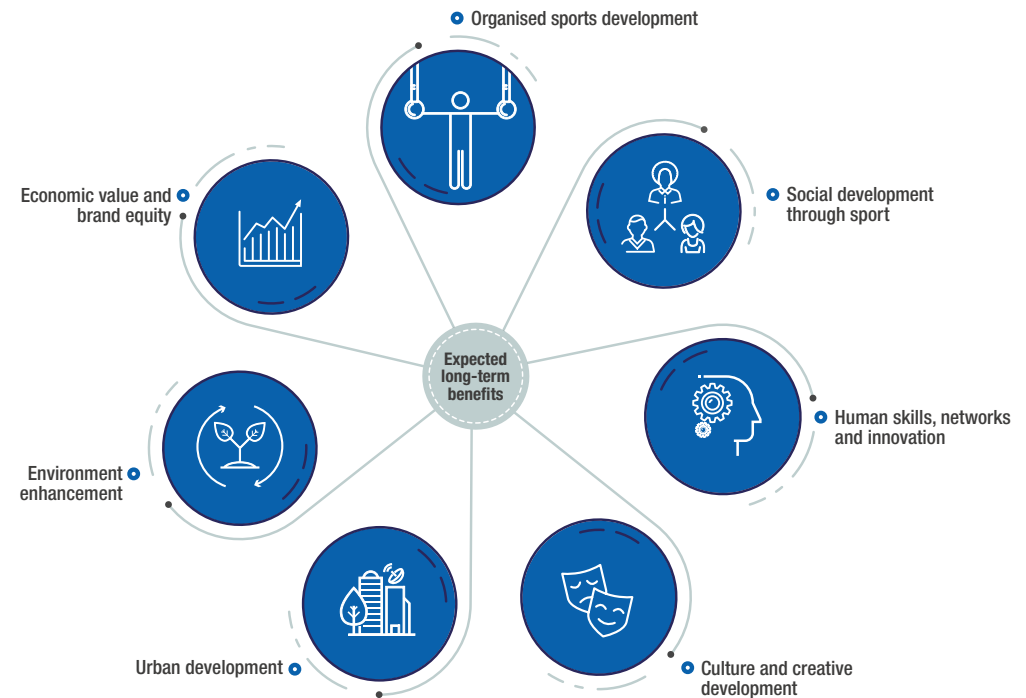 Organised sports development
Social development
through sport
Human skills, networks
and innovation
Culture and creative
development
Urban development
Environment
enhancement
Economic value and
brand equity
Expected
long-term
benefits